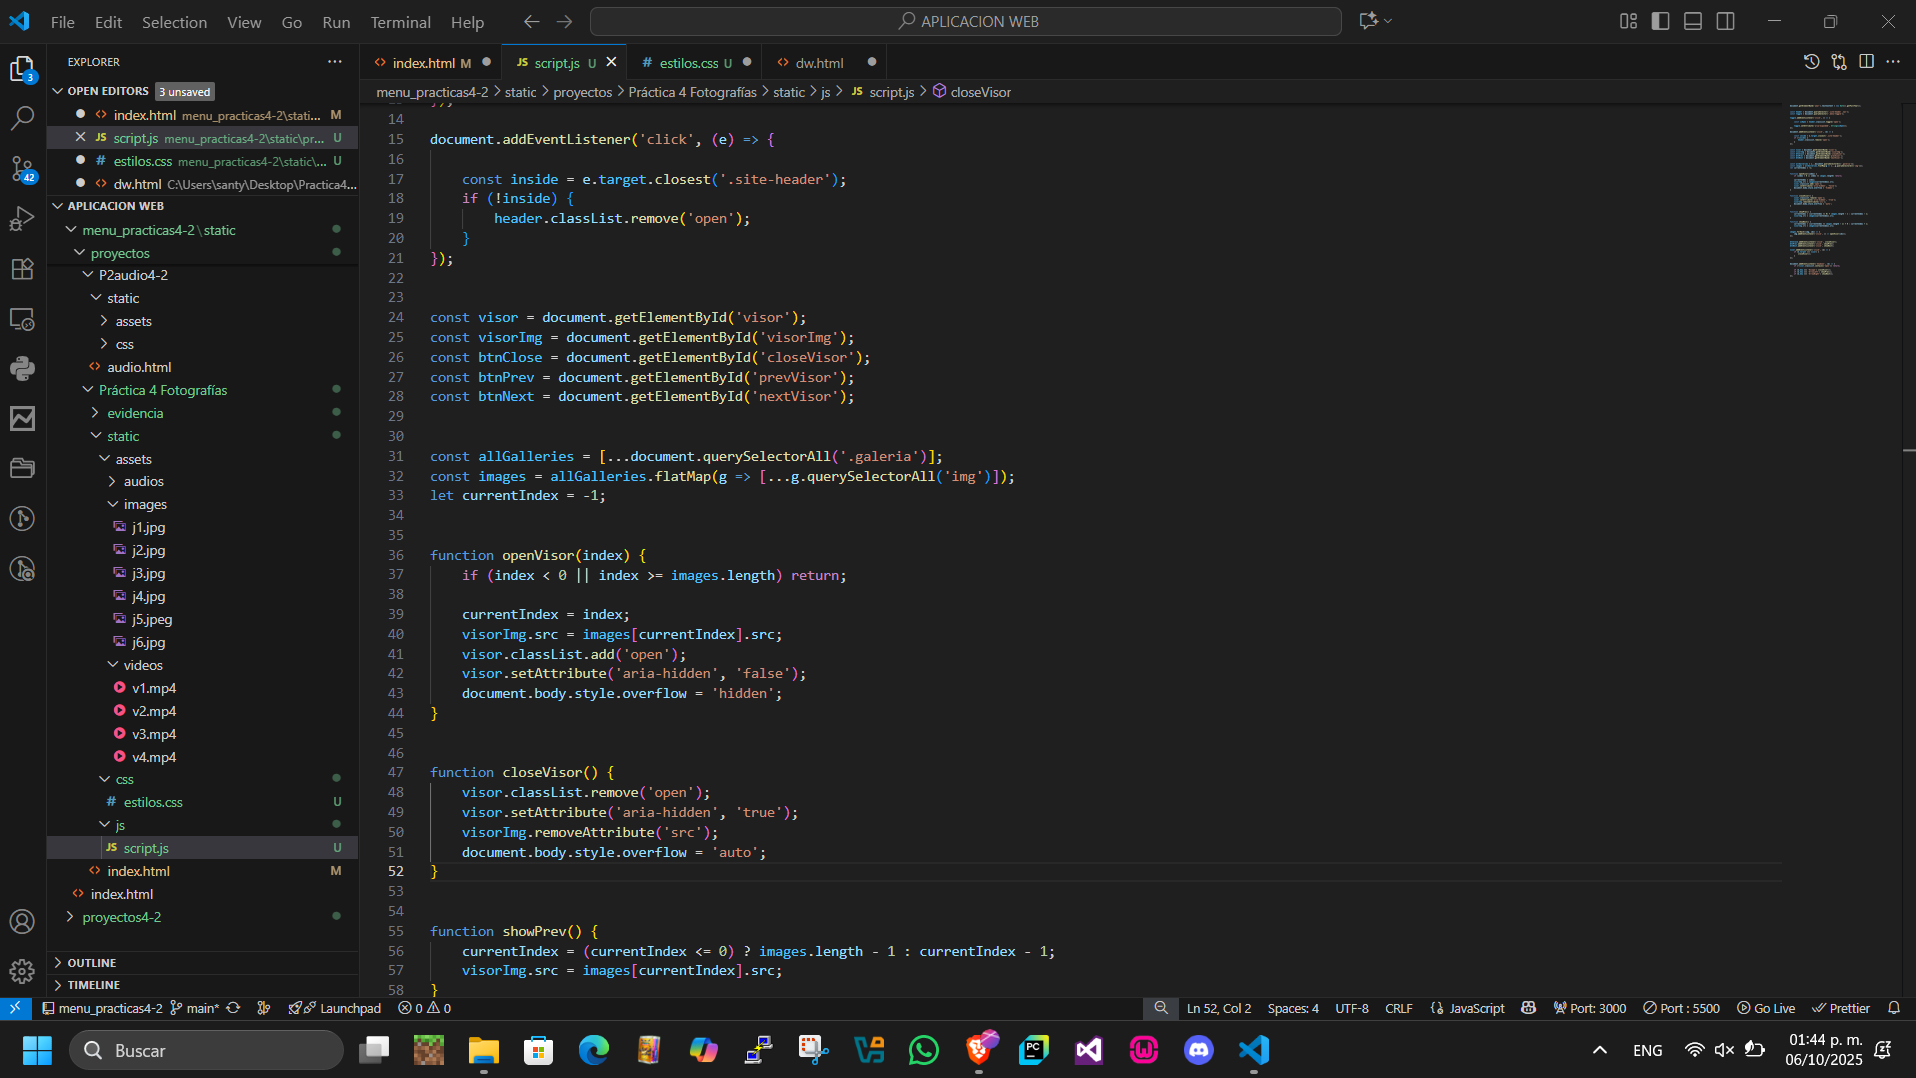 File Edit Selection View Go Run Terminal Help
APLICACION WEB
EXPLORER
OPEN EDITORS 3 unsaved
index.html menu_practicas4-2\stati... M
script.js menu_practicas4-2\static\pr... U
estilos.css menu_practicas4-2\static\... U
dw.html C:\Users\santy\Desktop\Practica4...
APLICACION WEB
menu_practicas4-2\static
proyectos
P2audio4-2
static
assets
css
audio.html
Práctica 4 Fotografías
evidencia
static
assets
audios
images
j1.jpg
j2.jpg
j3.jpg
j4.jpg
j5.jpeg
j6.jpg
videos
v1.mp4
v2.mp4
v3.mp4
v4.mp4
css
estilos.css U
js
script.js U
index.html M
index.html
proyectos4-2
OUTLINE
TIMELINE
index.html M
script.js U
estilos.css U
dw.html
menu_practicas4-2 > static > proyectos > Práctica 4 Fotografías > static > js > JS script.js > closeVisor
14
15 document.addEventListener('click', (e) => {
16
17 const inside = e.target.closest('.site-header');
18 if (!inside) {
19 header.classList.remove('open');
20 }
21 });
22
23
24 const visor = document.getElementById('visor');
25 const visorImg = document.getElementById('visorImg');
26 const btnClose = document.getElementById('closeVisor');
27 const btnPrev = document.getElementById('prevVisor');
28 const btnNext = document.getElementById('nextVisor');
29
30
31 const allGalleries = [...document.querySelectorAll('.galeria')];
32 const images = allGalleries.flatMap(g => [...g.querySelectorAll('img')]);
33 let currentIndex = -1;
34
35
36 function openVisor(index) {
37 if (index < 0 || index >= images.length) return;
38
39 currentIndex = index;
40 visorImg.src = images[currentIndex].src;
41 visor.classList.add('open');
42 visor.setAttribute('aria-hidden', 'false');
43 document.body.style.overflow = 'hidden';
44 }
45
46
47 function closeVisor() {
48 visor.classList.remove('open');
49 visor.setAttribute('aria-hidden', 'true');
50 visorImg.removeAttribute('src');
51 document.body.style.overflow = 'auto';
52 }
53
54
55 function showPrev() {
56 currentIndex = (currentIndex <= 0) ? images.length - 1 : currentIndex - 1;
57 visorImg.src = images[currentIndex].src;
58 }
menu_practicas4-2 main* Launchpad 0 0
Ln 52, Col 2 Spaces: 4 UTF-8 CRLF {} JavaScript Port: 3000 Port : 5500 Go Live Prettier
Buscar
ENG
01:44 p. m.
06/10/2025